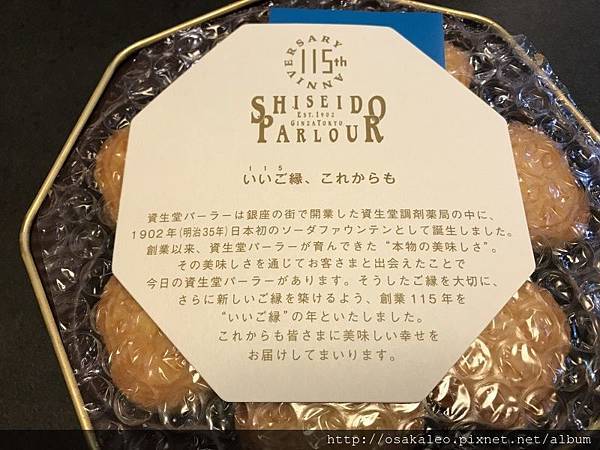 115th
ANNIVERSARY
SHISEIDO
EST. 1902
GINZA TOKYO
PARLOUR
1 1 5
いいご縁、これからも
資生堂パーラーは銀座の街で開業した資生堂調剤薬局の中に、
1902年(明治35年)日本初のソーダファウンテンとして誕生しました。
創業以来、資生堂パーラーが育んできた“本物の美味しさ”。
その美味しさを通じてお客さまと出会えたことで
今日の資生堂パーラーがあります。そうしたご縁を大切に、
さらに新しいご縁を築けるよう、創業115年を
“いいご縁”の年といたしました。
これからも皆さまに美味しい幸せを
お届けしてまいります。
http://osakaleo.pixnet.net/album